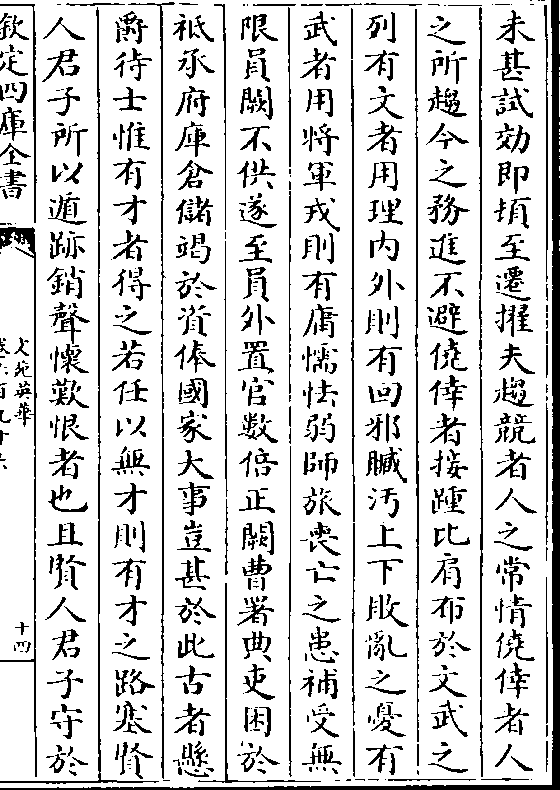 未甚試効即頃至遷擢夫趨競者人之常情僥倖者人
之所趨今之務進不避僥倖者接踵比肩布於文武之
列有文者用理内外則有回邪贓汚上下敗亂之憂有
武者用將軍戎則有庸懦怯弱師旅喪亡之患補受無
限員闕不供遂至員外置官數倍正闕曹署典吏困於
祗承府庫倉儲竭於資俸國家大事豈甚於此古者懸
爵待士惟有才者得之若任以無才則有才之路塞賢
人君子所以遁跡銷聲懷歎恨者也且賢人君子守於
欽定四庫全書
文苑英華
十四